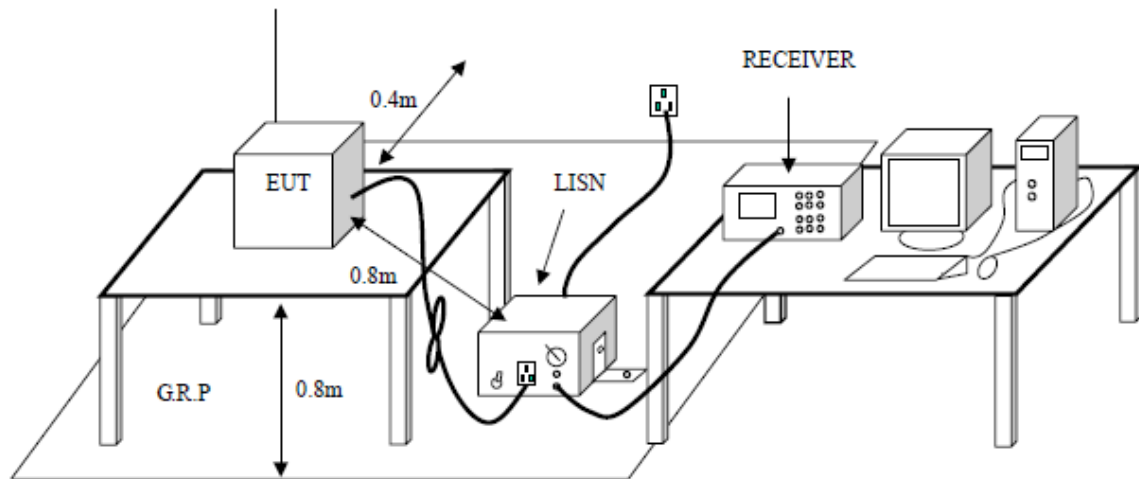 RECEIVER
0.4m
EUT
LISN
0.8m
G.R.P
0.8m